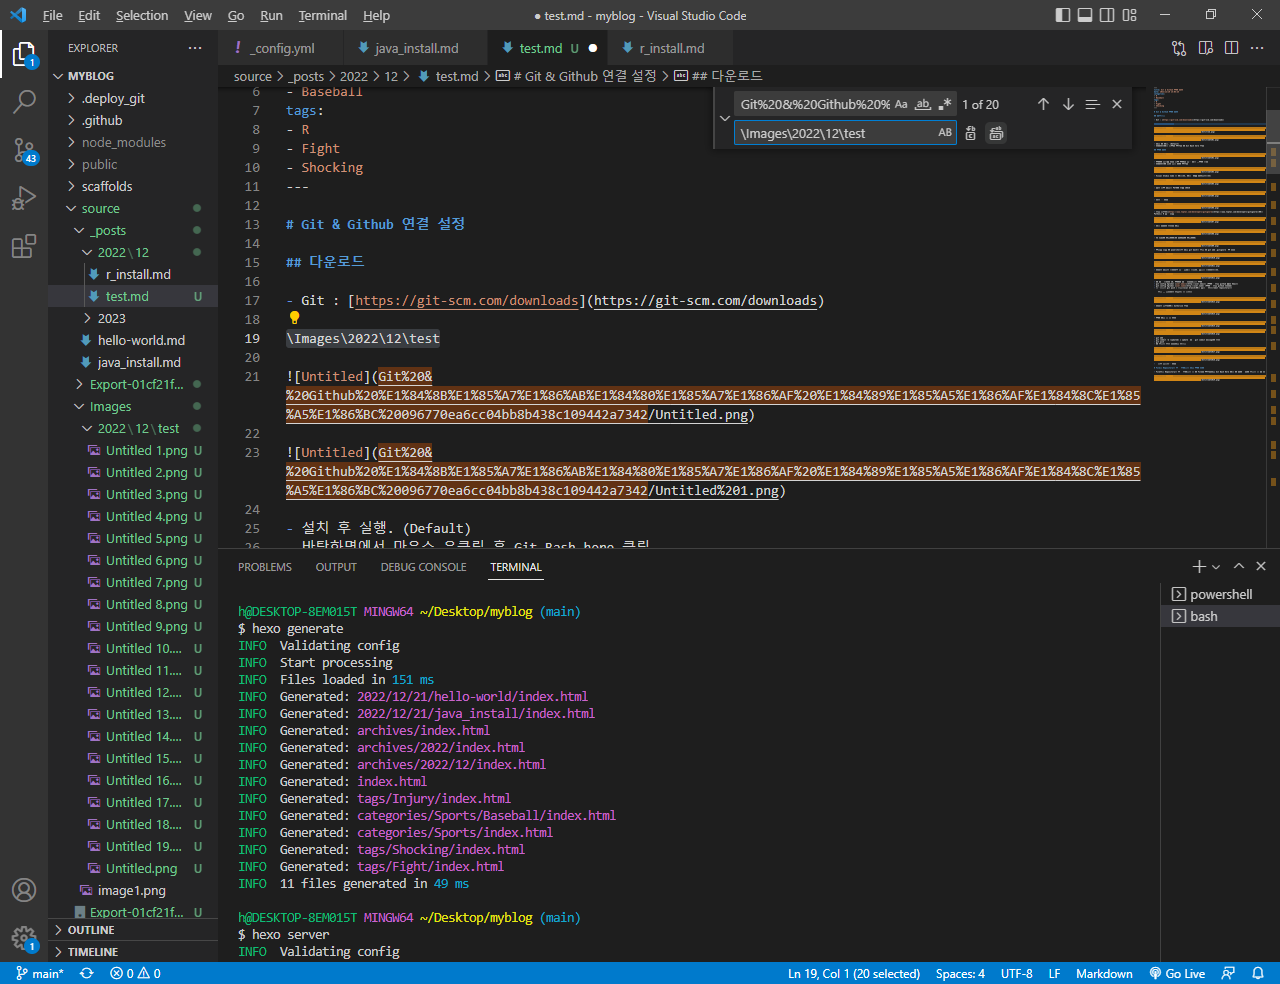 File Edit Selection View Go Run Terminal Help
● test.md - myblog - Visual Studio Code
EXPLORER
MYBLOG
.deploy_git
.github
node_modules
public
scaffolds
source
_posts
2022 \ 12
r_install.md
test.md U
2023
hello-world.md
java_install.md
Export-01cf21f...
Images
2022 \ 12 \ test
Untitled 1.png U
Untitled 2.png U
Untitled 3.png U
Untitled 4.png U
Untitled 5.png U
Untitled 6.png U
Untitled 7.png U
Untitled 8.png U
Untitled 9.png U
Untitled 10.... U
Untitled 11.... U
Untitled 12.... U
Untitled 13.... U
Untitled 14.... U
Untitled 15.... U
Untitled 16.... U
Untitled 17.... U
Untitled 18.... U
Untitled 19.... U
Untitled.png U
image1.png
Export-01cf21f... U
OUTLINE
TIMELINE
1
43
1
! _config.yml
java_install.md
test.md U
r_install.md
source > _posts > 2022 > 12 > test.md > # Git & Github 연결 설정 > ## 다운로드
Git%20&%20Github%20% Aa ab 1 of 20
\Images\2022\12\test AB
6 - Baseball
7 tags:
8 - R
9 - Fight
10 - Shocking
11 ---
12
13 # Git & Github 연결 설정
14
15 ## 다운로드
16
17 - Git : [https://git-scm.com/downloads](https://git-scm.com/downloads)
18
19 \Images\2022\12\test
20
21 ![Untitled](Git%20&
%20Github%20%E1%84%8B%E1%85%A7%E1%86%AB%E1%84%80%E1%85%A7%E1%86%AF%20%E1%84%89%E1%85%A5%E1%86%AF%E1%84%8C%E1%85
%A5%E1%86%BC%20096770ea6cc04bb8b438c109442a7342/Untitled.png)
22
23 ![Untitled](Git%20&
%20Github%20%E1%84%8B%E1%85%A7%E1%86%AB%E1%84%80%E1%85%A7%E1%86%AF%20%E1%84%89%E1%85%A5%E1%86%AF%E1%84%8C%E1%85
%A5%E1%86%BC%20096770ea6cc04bb8b438c109442a7342/Untitled%201.png)
24
25 - 설치 후 실행. (Default)
26 바탕화면에서 마우스 우클릭 후 Git Bash here 클릭
PROBLEMS OUTPUT DEBUG CONSOLE TERMINAL
powershell
bash
h@DESKTOP-8EM015T MINGW64 ~/Desktop/myblog (main)
$ hexo generate
INFO Validating config
INFO Start processing
INFO Files loaded in 151 ms
INFO Generated: 2022/12/21/hello-world/index.html
INFO Generated: 2022/12/21/java_install/index.html
INFO Generated: archives/index.html
INFO Generated: archives/2022/index.html
INFO Generated: archives/2022/12/index.html
INFO Generated: index.html
INFO Generated: tags/Injury/index.html
INFO Generated: categories/Sports/Baseball/index.html
INFO Generated: categories/Sports/index.html
INFO Generated: tags/Shocking/index.html
INFO Generated: tags/Fight/index.html
INFO 11 files generated in 49 ms
h@DESKTOP-8EM015T MINGW64 ~/Desktop/myblog (main)
$ hexo server
INFO Validating config
main* 0 0
Ln 19, Col 1 (20 selected) Spaces: 4 UTF-8 LF Markdown Go Live